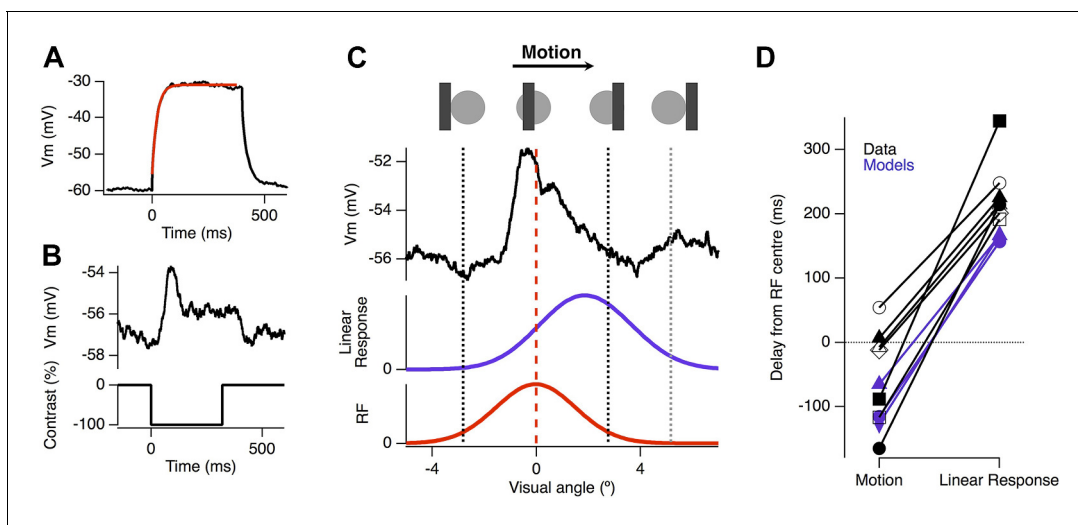 A
-30
-40
-50
-60
Vm (mV)
0
500
Time (ms)
B
-54
-56
-58
Vm (mV)
0
-100
Contrast (%)
0
500
Time (ms)
C
Motion
-52
-54
-56
Vm (mV)
Linear
Response
0
RF
0
-4
0
4
Visual angle (º)
D
Data
Models
300
200
100
0
-100
Delay from RF centre (ms)
Motion
Linear Response